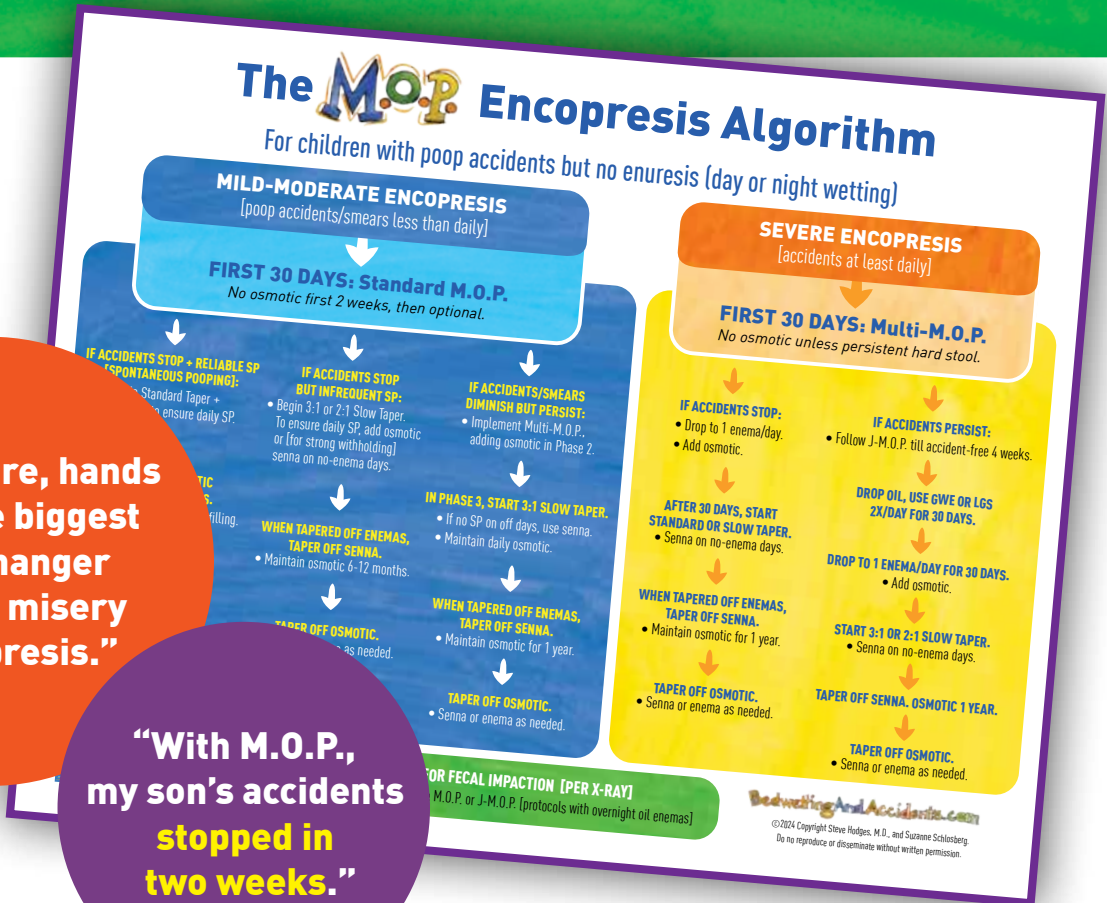 The M.O.P. Encopresis Algorithm
For children with poop accidents but no enuresis (day or night wetting)
MILD-MODERATE ENCOPRESIS
[poop accidents/smears less than daily]
FIRST 30 DAYS: Standard M.O.P.
No osmotic first 2 weeks, then optional.
IF ACCIDENTS STOP + RELIABLE SP
[SPONTANEOUS POOPING]:
Standard Taper +
ensure daily SP.
filling.
IF ACCIDENTS STOP
BUT INFREQUENT SP:
• Begin 3:1 or 2:1 Slow Taper.
To ensure daily SP, add osmotic
or [for strong withholding]
senna on no-enema days.
WHEN TAPERED OFF ENEMAS,
TAPER OFF SENNA.
• Maintain osmotic 6-12 months.
TAPER OFF OSMOTIC.
as needed.
IF ACCIDENTS/SMEARS
DIMINISH BUT PERSIST:
• Implement Multi-M.O.P.,
adding osmotic in Phase 2.
IN PHASE 3, START 3:1 SLOW TAPER.
• If no SP on off days, use senna.
• Maintain daily osmotic.
WHEN TAPERED OFF ENEMAS,
TAPER OFF SENNA.
• Maintain osmotic for 1 year.
TAPER OFF OSMOTIC.
• Senna or enema as needed.
SEVERE ENCOPRESIS
[accidents at least daily]
FIRST 30 DAYS: Multi-M.O.P.
No osmotic unless persistent hard stool.
IF ACCIDENTS STOP:
• Drop to 1 enema/day.
• Add osmotic.
AFTER 30 DAYS, START
STANDARD OR SLOW TAPER.
• Senna on no-enema days.
WHEN TAPERED OFF ENEMAS,
TAPER OFF SENNA.
• Maintain osmotic for 1 year.
TAPER OFF OSMOTIC.
• Senna or enema as needed.
IF ACCIDENTS PERSIST:
• Follow J-M.O.P. till accident-free 4 weeks.
DROP OIL, USE GWE OR LGS
2X/DAY FOR 30 DAYS.
DROP TO 1 ENEMA/DAY FOR 30 DAYS.
• Add osmotic.
START 3:1 OR 2:1 SLOW TAPER.
• Senna on no-enema days.
TAPER OFF SENNA. OSMOTIC 1 YEAR.
TAPER OFF OSMOTIC.
• Senna or enema as needed.
FOR FECAL IMPACTION [PER X-RAY]
M.O.P. or J-M.O.P. [protocols with overnight oil enemas]
BedwettingAndAccidents.com
©2024 Copyright Steve Hodges, M.D., and Suzanne Schlosberg.
Do no reproduce or disseminate without written permission.
re, hands
biggest
hanger
misery
presis.”
“With M.O.P.,
my son’s accidents
stopped in
two weeks.”